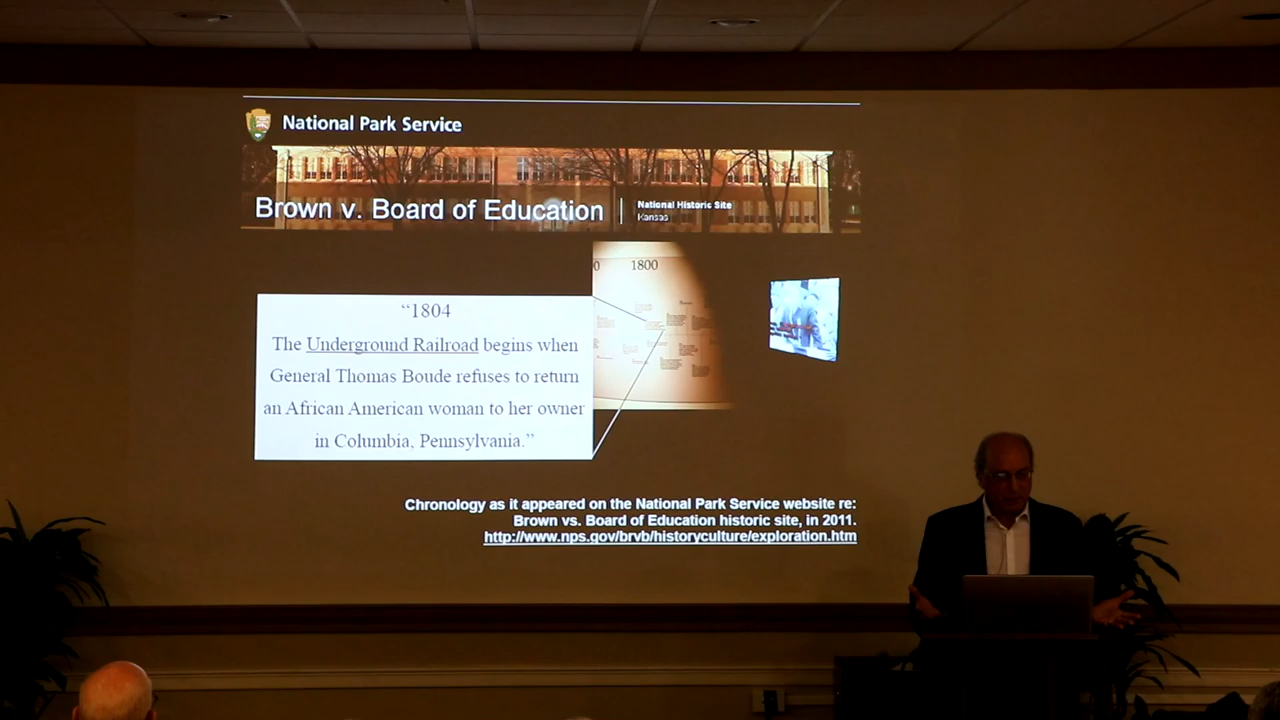 National Park Service
Brown v. Board of Education
National Historic Site
Kansas
0 1800
“1804
The Underground Railroad begins when
General Thomas Boude refuses to return
an African American woman to her owner
in Columbia, Pennsylvania.”
Chronology as it appeared on the National Park Service website re:
Brown vs. Board of Education historic site, in 2011.
http://www.nps.gov/brvb/historyculture/exploration.htm